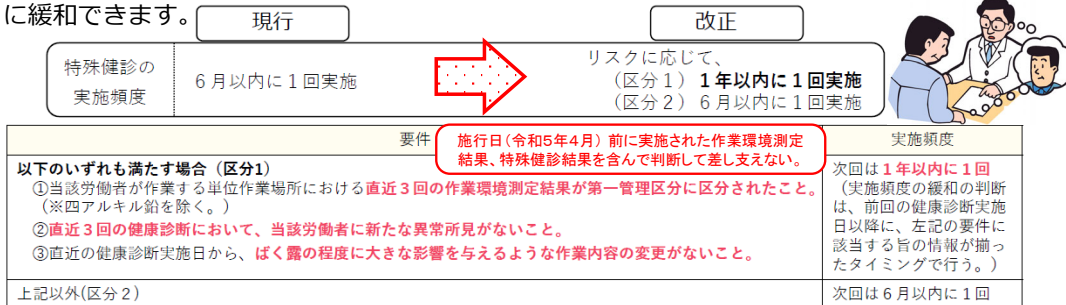 に緩和できます。
現行
改正
特殊健診の
実施頻度
6月以内に1回実施
リスクに応じて、
（区分1）1年以内に1回実施
（区分2）6月以内に1回実施
要件
施行日（令和5年4月）前に実施された作業環境測定
結果、特殊健診結果を含んで判断して差し支えない。
実施頻度
以下のいずれも満たす場合（区分1）
①当該労働者が作業する単位作業場所における直近3回の作業環境測定結果が第一管理区分に区分されたこと。
（※四アルキル鉛を除く。）
②直近3回の健康診断において、当該労働者に新たな異常所見がないこと。
③直近の健康診断実施日から、ばく露の程度に大きな影響を与えるような作業内容の変更がないこと。
次回は1年以内に1回
（実施頻度の緩和の判断
は、前回の健康診断実施
日以降に、左記の要件に
該当する旨の情報が揃っ
たタイミングで行う。）
上記以外(区分2)
次回は6月以内に1回